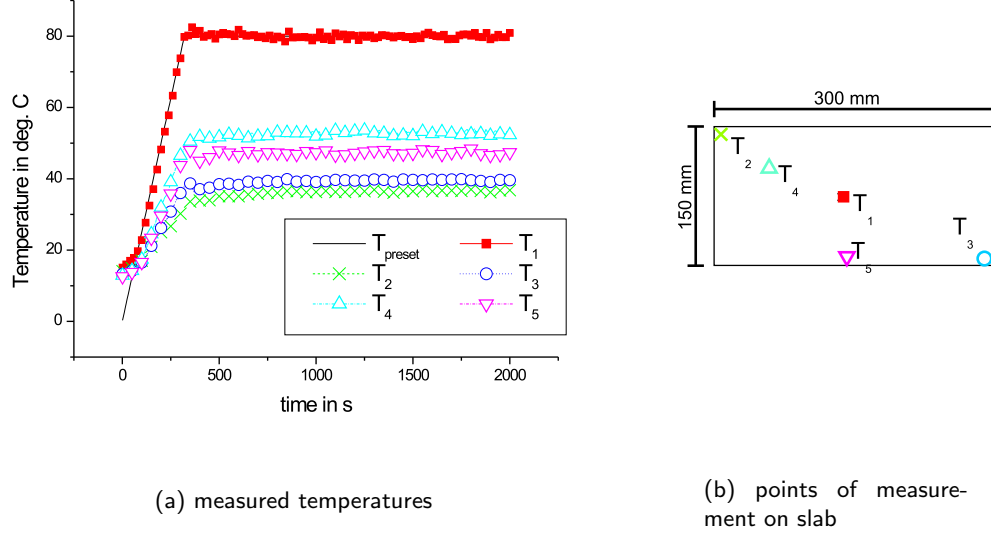 80
60
40
20
0
Temperature in deg. C
0
500
1000
1500
2000
time in s
T_preset
T_1
T_2
T_3
T_4
T_5
(a) measured temperatures
300 mm
150 mm
T_2
T_4
T_1
T_3
T_5
(b) points of measure-
ment on slab